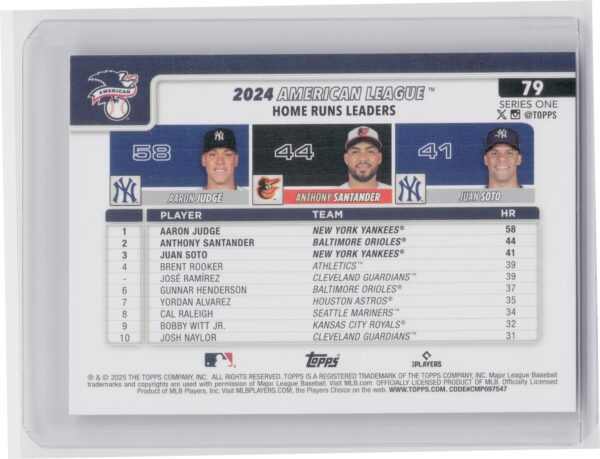 AMERICAN
2024 AMERICAN LEAGUE™
HOME RUNS LEADERS
79
SERIES ONE
X @TOPPS
58
AARON JUDGE
44
ANTHONY SANTANDER
41
JUAN SOTO
PLAYER TEAM HR
1 AARON JUDGE NEW YORK YANKEES® 58
2 ANTHONY SANTANDER BALTIMORE ORIOLES® 44
3 JUAN SOTO NEW YORK YANKEES® 41
4 BRENT ROOKER ATHLETICS™ 39
- JOSÉ RAMÍREZ CLEVELAND GUARDIANS™ 39
6 GUNNAR HENDERSON BALTIMORE ORIOLES® 37
7 YORDAN ALVAREZ HOUSTON ASTROS® 35
8 CAL RALEIGH SEATTLE MARINERS™ 34
9 BOBBY WITT JR. KANSAS CITY ROYALS® 32
10 JOSH NAYLOR CLEVELAND GUARDIANS™ 31
Topps
PLAYERS
® & © 2025 THE TOPPS COMPANY, INC. ALL RIGHTS RESERVED. TOPPS IS A REGISTERED TRADEMARK OF THE TOPPS COMPANY, INC. Major League Baseball
trademarks and copyrights are used with permission of Major League Baseball. Visit MLB.com. OFFICIALLY LICENSED PRODUCT OF MLB. OFFICIALLY LICENSED
PRODUCT OF MLB Players, Inc. Visit MLBPLAYERS.COM, the Players Choice on the web. WWW.TOPPS.COM. CODE#CMP097547